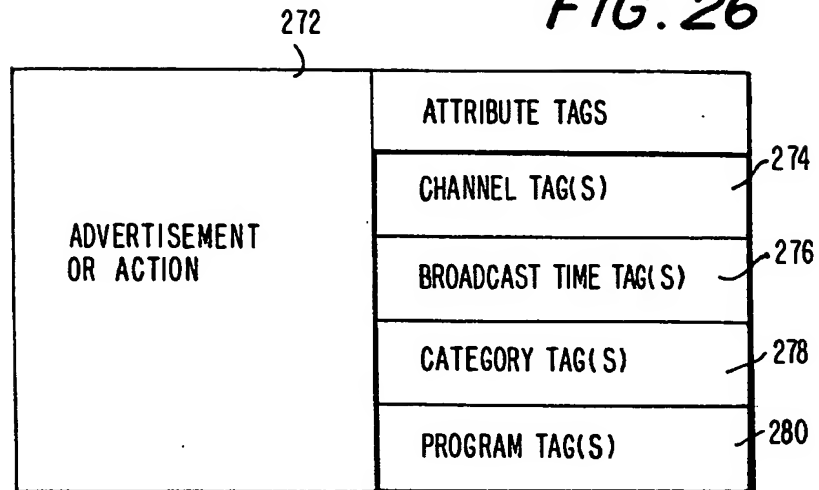 FIG. 26
272
ATTRIBUTE TAGS
CHANNEL TAG(S)
274
ADVERTISEMENT
OR ACTION
BROADCAST TIME TAG(S)
276
CATEGORY TAG(S)
278
PROGRAM TAG(S)
280